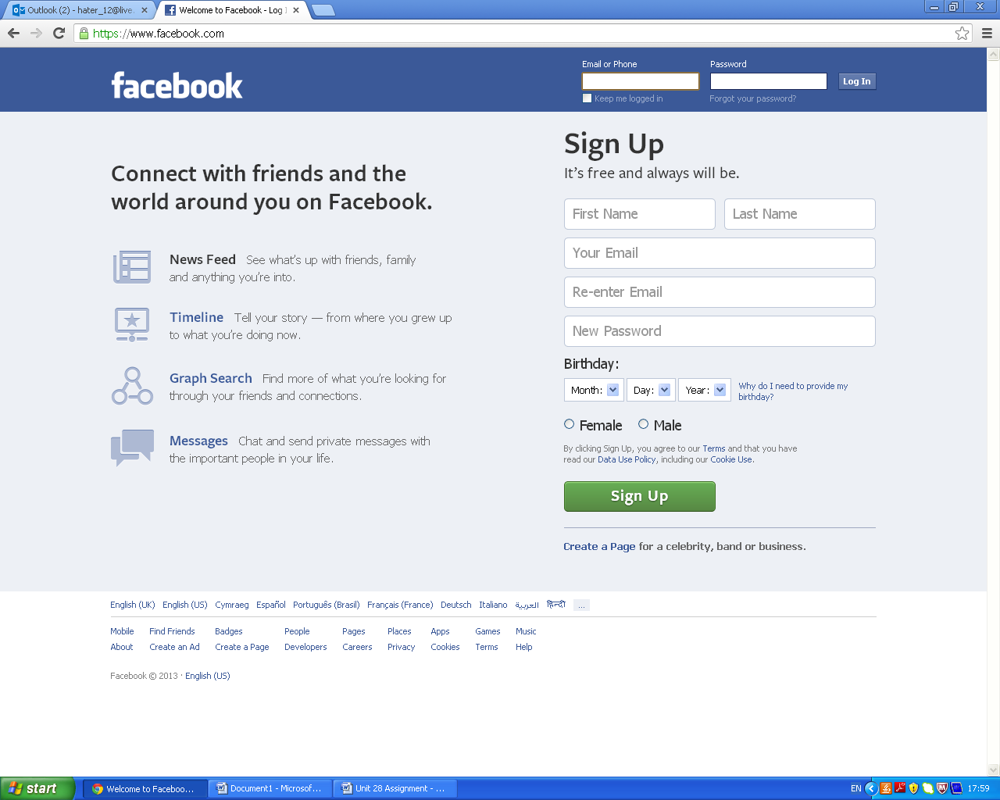 Outlook (2) - hater_12@live.
Welcome to Facebook - Log I
https://www.facebook.com
facebook
Email or Phone
Password
Log In
Keep me logged in
Forgot your password?
Connect with friends and the
world around you on Facebook.
News Feed See what's up with friends, family
and anything you're into.
Timeline Tell your story — from where you grew up
to what you're doing now.
Graph Search Find more of what you're looking for
through your friends and connections.
Messages Chat and send private messages with
the important people in your life.
Sign Up
It's free and always will be.
First Name
Last Name
Your Email
Re-enter Email
New Password
Birthday:
Month: Day: Year:
Why do I need to provide my
birthday?
Female Male
By clicking Sign Up, you agree to our Terms and that you have
read our Data Use Policy, including our Cookie Use.
Sign Up
Create a Page for a celebrity, band or business.
English (UK) English (US) Cymraeg Español Português (Brasil) Français (France) Deutsch Italiano العربية हिन्दी ...
Mobile Find Friends Badges People Pages Places Apps Games Music
About Create an Ad Create a Page Developers Careers Privacy Cookies Terms Help
Facebook © 2013 · English (US)
start
Welcome to Faceboo...
Document1 - Microsof...
Unit 28 Assignment - ...
EN
17:59